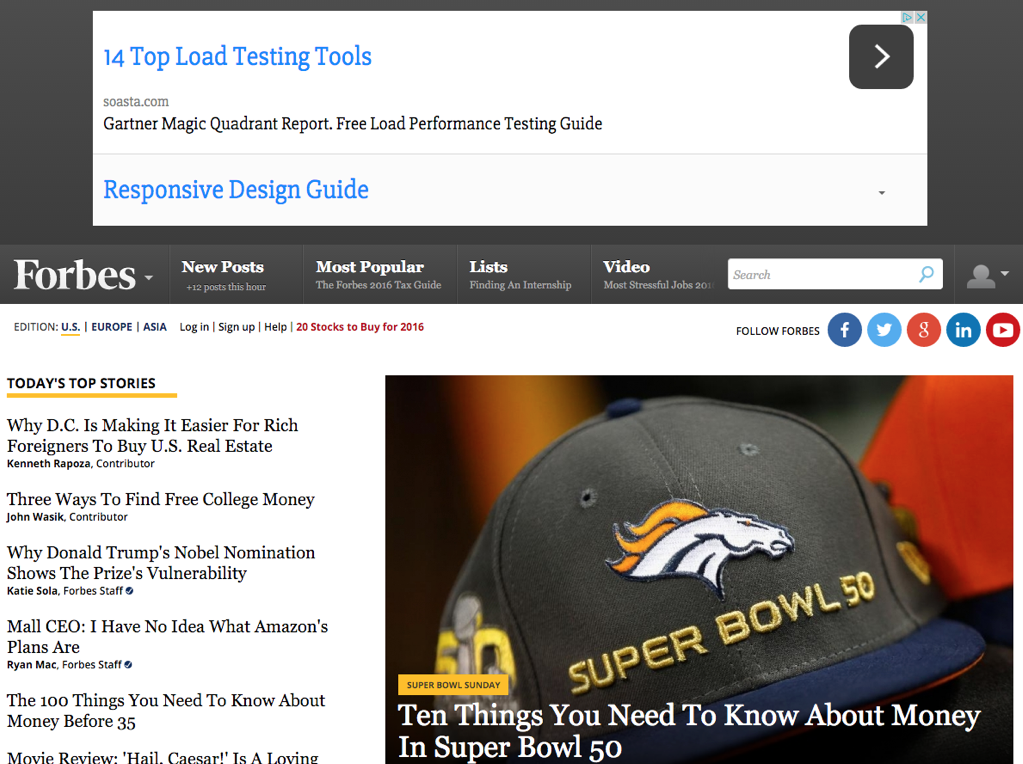 14 Top Load Testing Tools
soasta.com
Gartner Magic Quadrant Report. Free Load Performance Testing Guide
Responsive Design Guide
Forbes
New Posts
+12 posts this hour
Most Popular
The Forbes 2016 Tax Guide
Lists
Finding An Internship
Video
Most Stressful Jobs 201
Search
EDITION: U.S. | EUROPE | ASIA Log in | Sign up | Help | 20 Stocks to Buy for 2016
FOLLOW FORBES
TODAY'S TOP STORIES
Why D.C. Is Making It Easier For Rich
Foreigners To Buy U.S. Real Estate
Kenneth Rapoza, Contributor
Three Ways To Find Free College Money
John Wasik, Contributor
Why Donald Trump's Nobel Nomination
Shows The Prize's Vulnerability
Katie Sola, Forbes Staff
Mall CEO: I Have No Idea What Amazon's
Plans Are
Ryan Mac, Forbes Staff
The 100 Things You Need To Know About
Money Before 35
Movie Review: 'Hail, Caesar!' Is A Loving
SUPER BOWL 50
50
SUPER BOWL SUNDAY
Ten Things You Need To Know About Money
In Super Bowl 50